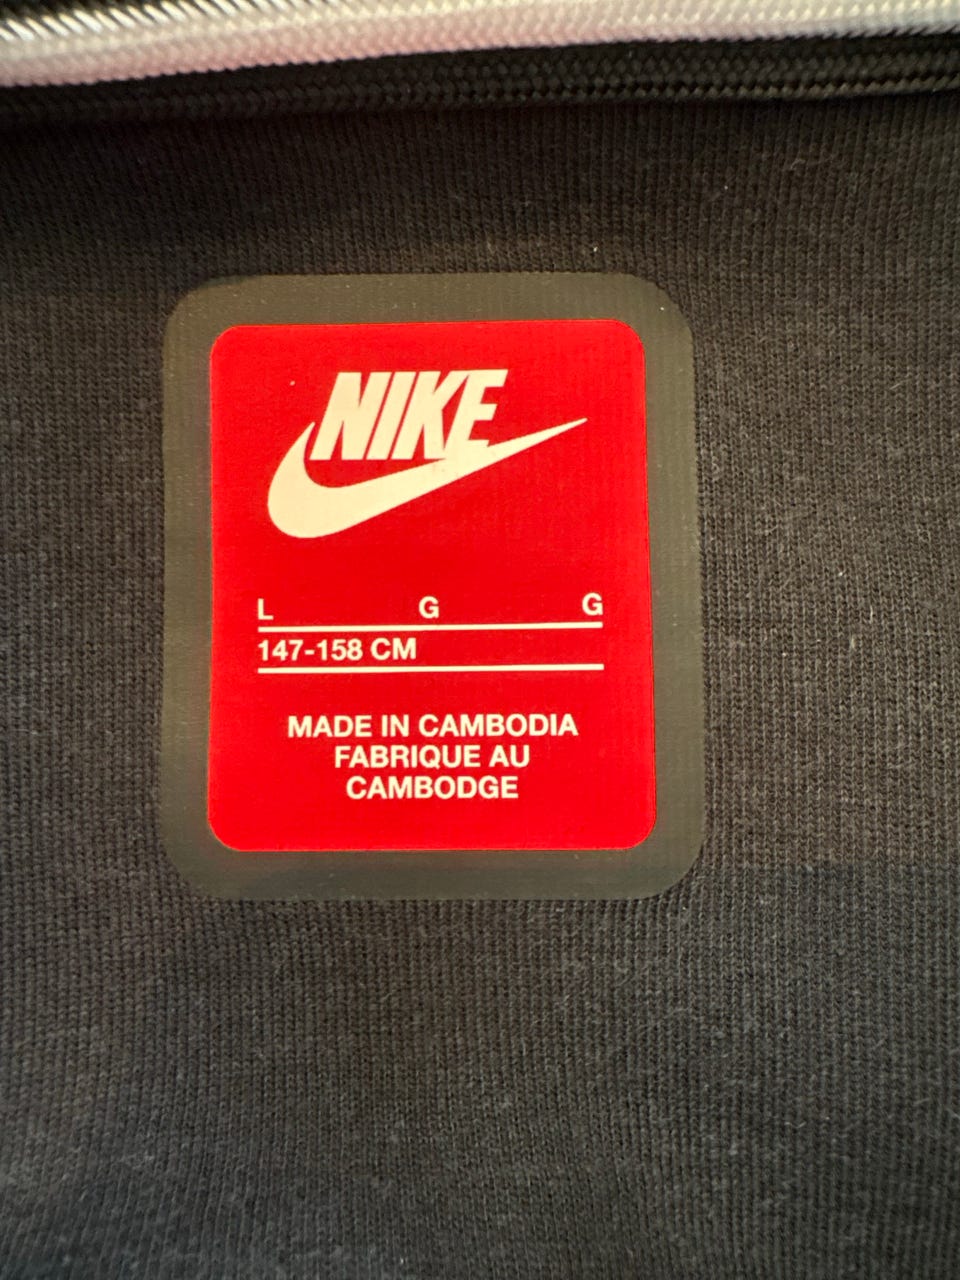 NIKE
L G G
147-158 CM
MADE IN CAMBODIA
FABRIQUE AU
CAMBODGE